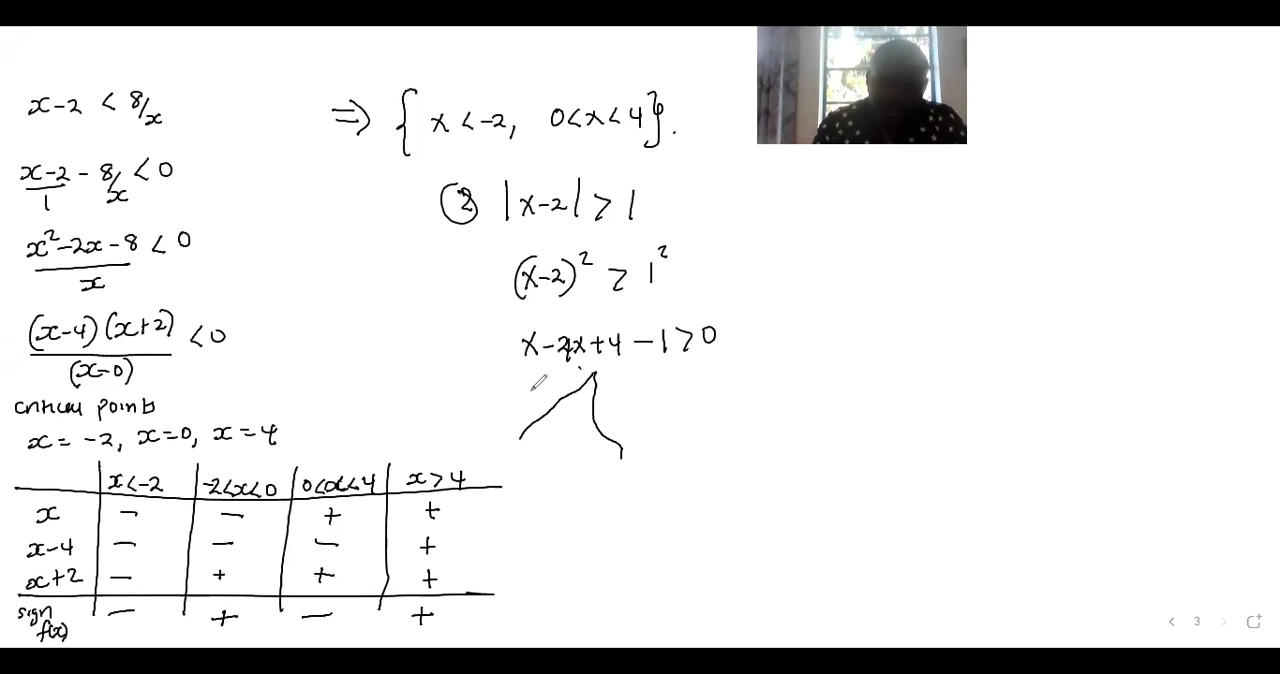 x-2 < 8/x
x-2/1 - 8/x < 0
x²-2x-8/x < 0
(x-4)(x+2)/(x-0) < 0
critical points
x = -2, x=0, x=4
x<-2 -2<x<0 0<x<4 x>4
x - - + +
x-4 - - - +
x+2 - + + +
sign f(x) - + - +
⇒ { x<-2, 0<x<4 }.
② |x-2| > 1
(x-2)² > 1²
x-4x+4-1>0
3